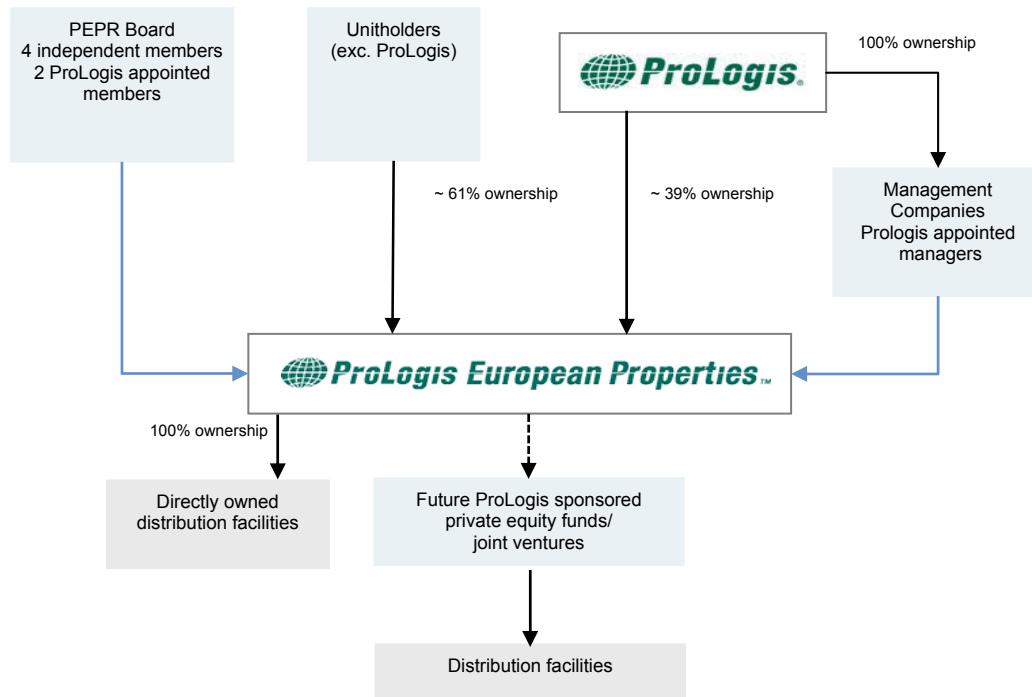 PEPR Board
4 independent members
2 ProLogis appointed
members
Unitholders
(exc. ProLogis)
ProLogis®
100% ownership
~ 61% ownership
~ 39% ownership
Management
Companies
Prologis appointed
managers
ProLogis European Properties™
100% ownership
Directly owned
distribution facilities
Future ProLogis sponsored
private equity funds/
joint ventures
Distribution facilities